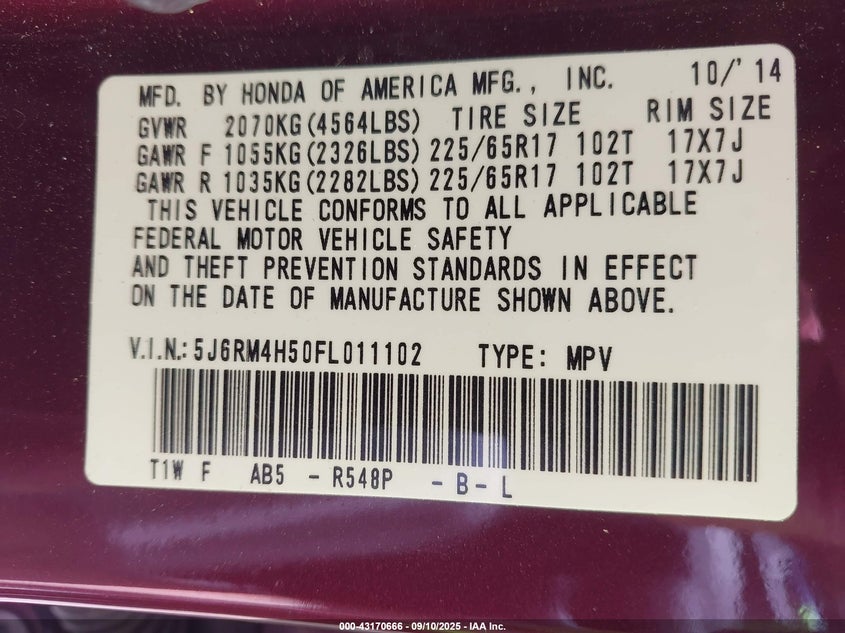 MFD. BY HONDA OF AMERICA MFG., INC. 10/'14
GVWR 2070KG(4564LBS) TIRE SIZE RIM SIZE
GAWR F 1055KG(2326LBS) 225/65R17 102T 17X7J
GAWR R 1035KG(2282LBS) 225/65R17 102T 17X7J
THIS VEHICLE CONFORMS TO ALL APPLICABLE
FEDERAL MOTOR VEHICLE SAFETY
AND THEFT PREVENTION STANDARDS IN EFFECT
ON THE DATE OF MANUFACTURE SHOWN ABOVE.
V.I.N.: 5J6RM4H50FL011102 TYPE: MPV
T1W F AB5 - R548P - B - L
000-43170666 - 09/10/2025 - IAA Inc.